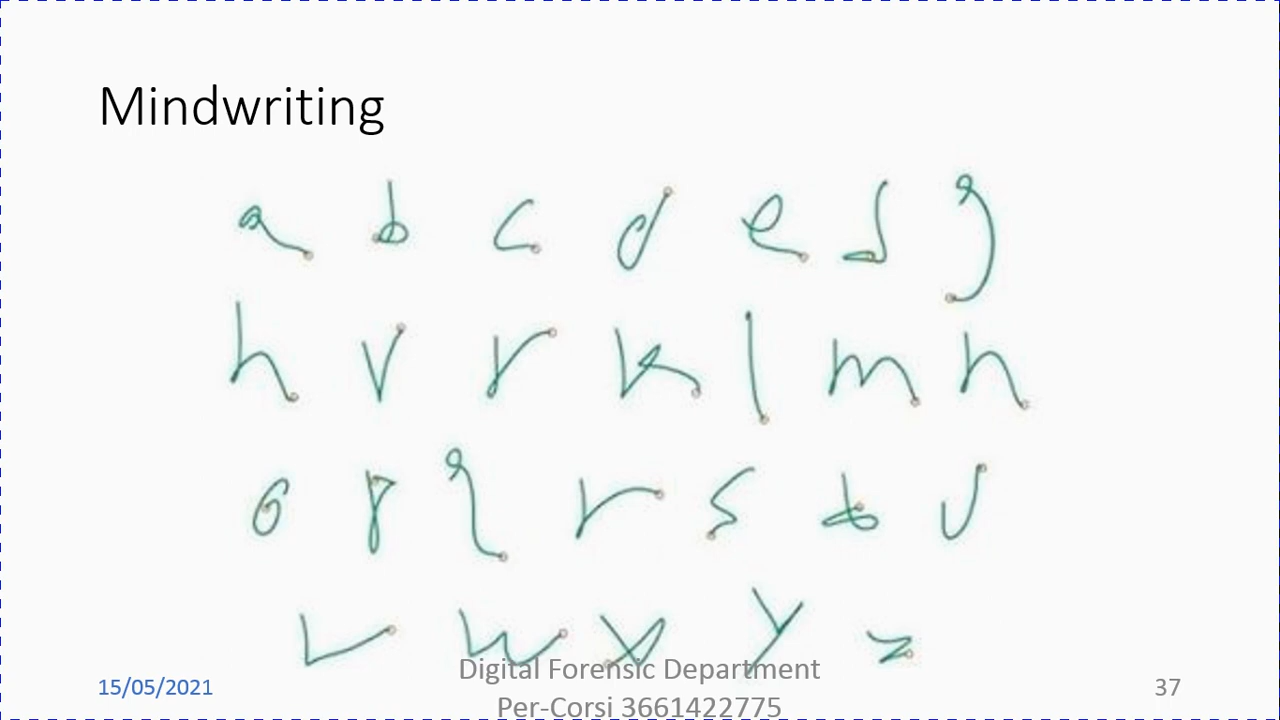 Mindwriting
a b c d e f g
h i j k l m n
o p q r s t u
v w x y z
15/05/2021
Digital Forensic Department
Per-Corsi 3661422775
37